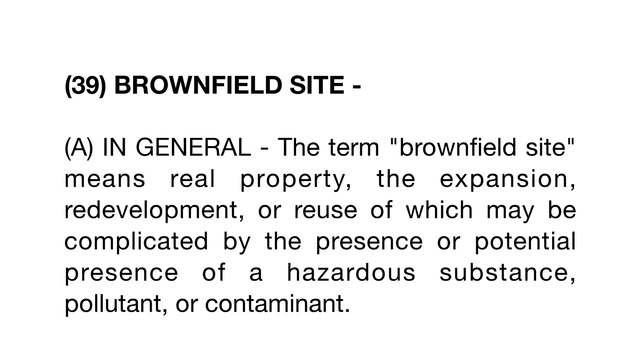 (39) BROWNFIELD SITE -
(A) IN GENERAL - The term "brownfield site"
means real property, the expansion,
redevelopment, or reuse of which may be
complicated by the presence or potential
presence of a hazardous substance,
pollutant, or contaminant.